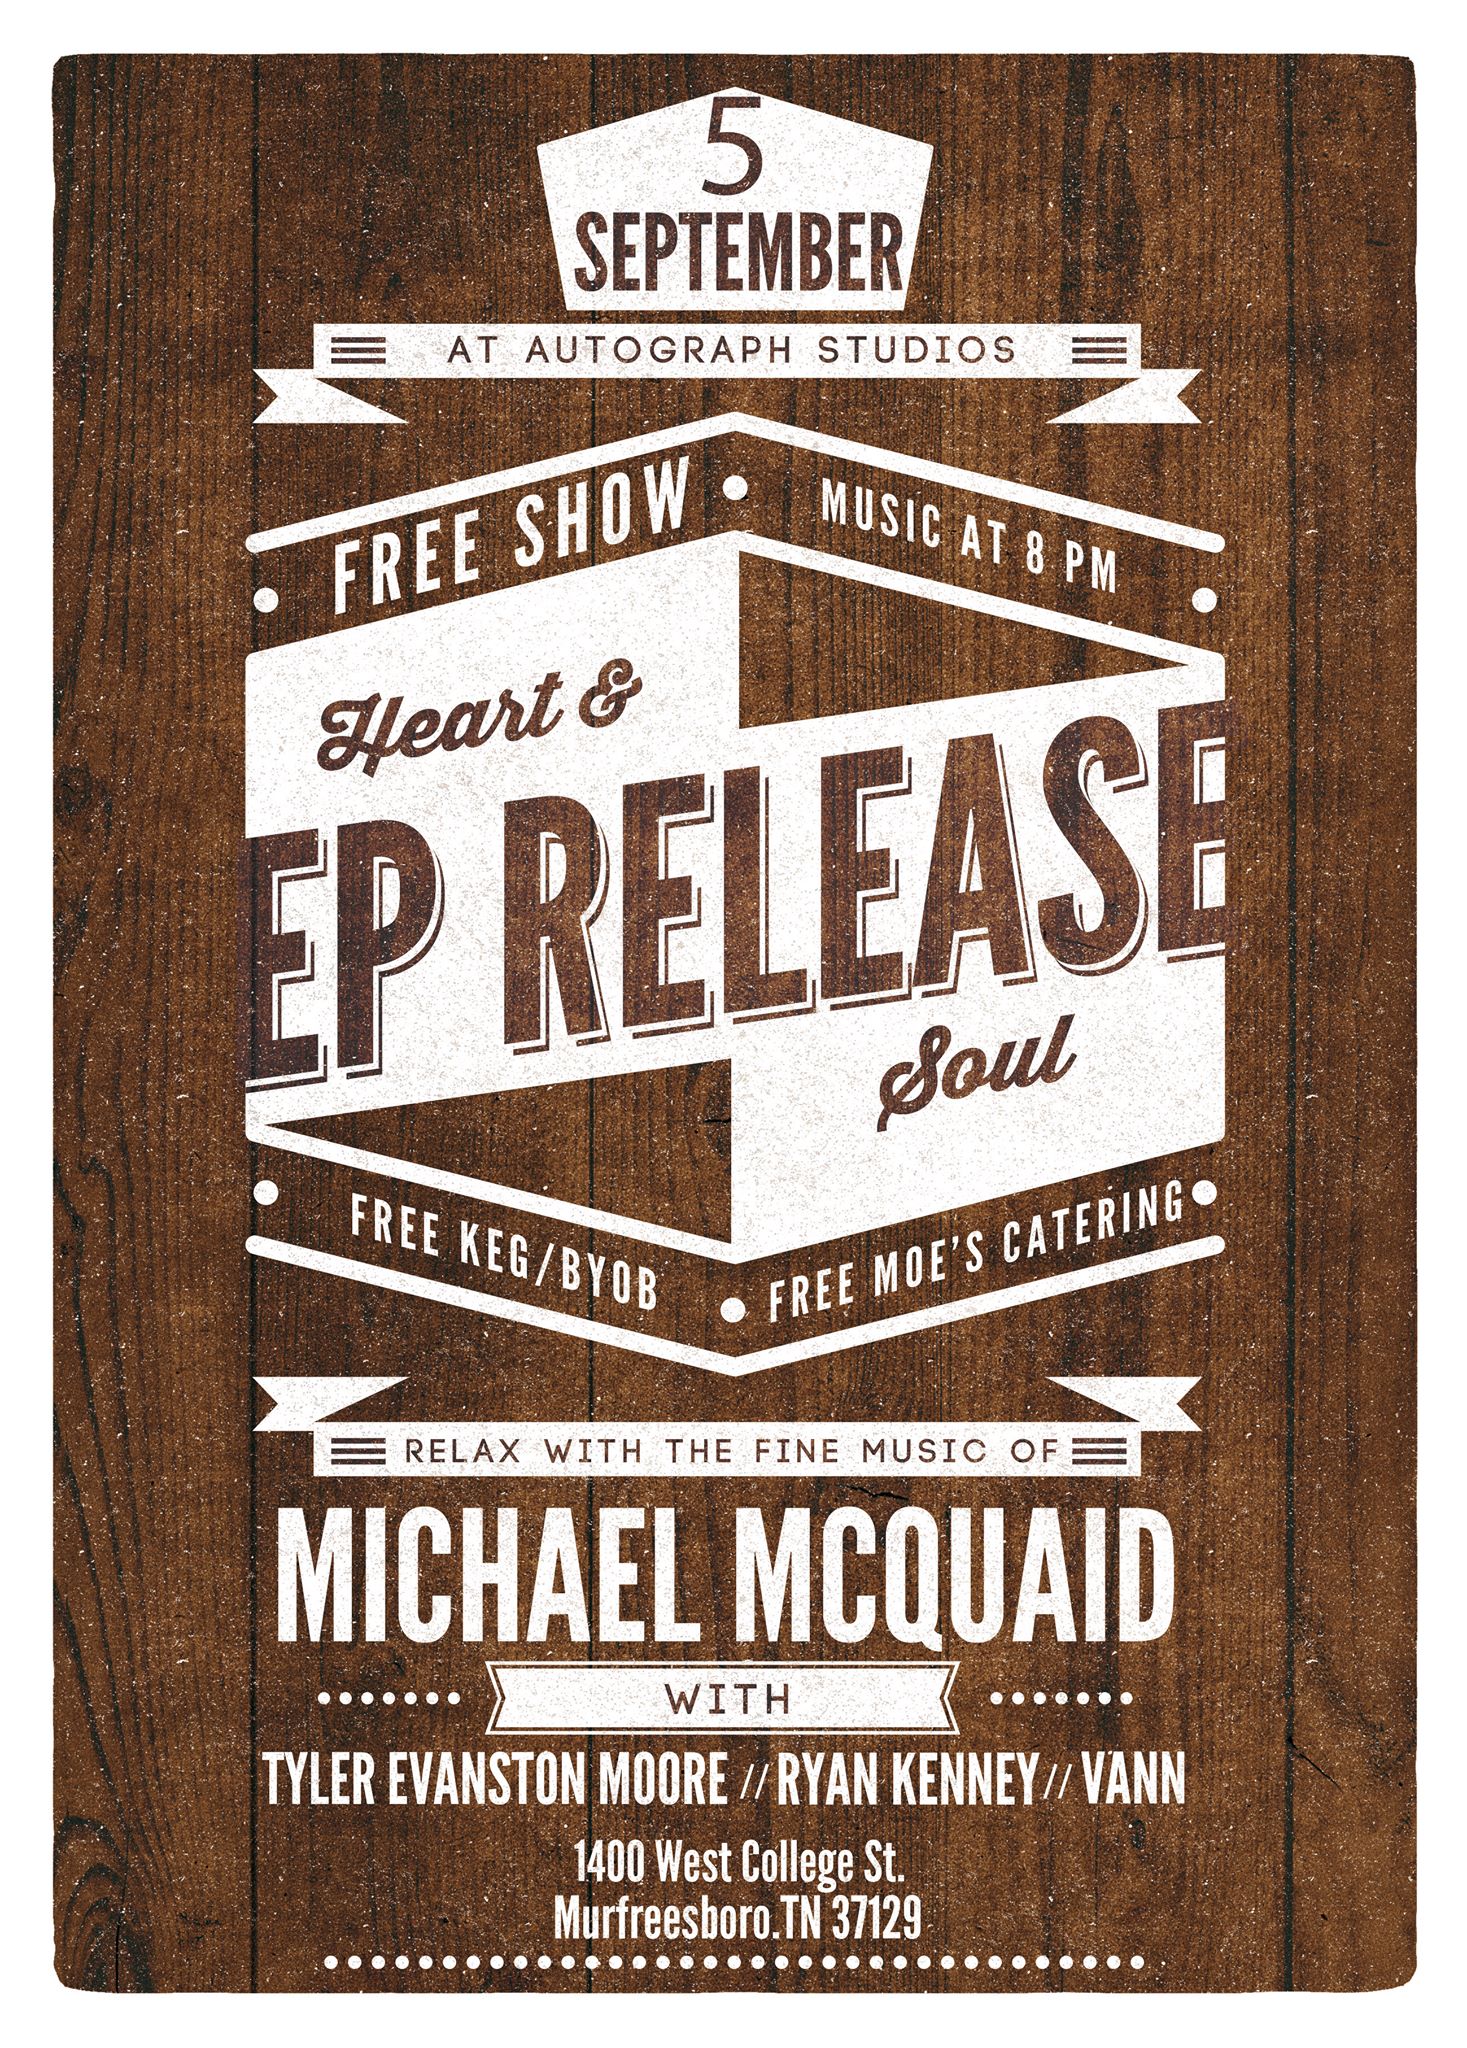 5
SEPTEMBER
AT AUTOGRAPH STUDIOS
FREE SHOW
MUSIC AT 8 PM
Heart &
EP RELEASE
Soul
FREE KEG/BYOB
FREE MOE'S CATERING
RELAX WITH THE FINE MUSIC OF
MICHAEL MCQUAID
WITH
TYLER EVANSTON MOORE // RYAN KENNEY // VANN
1400 West College St.
Murfreesboro.TN 37129